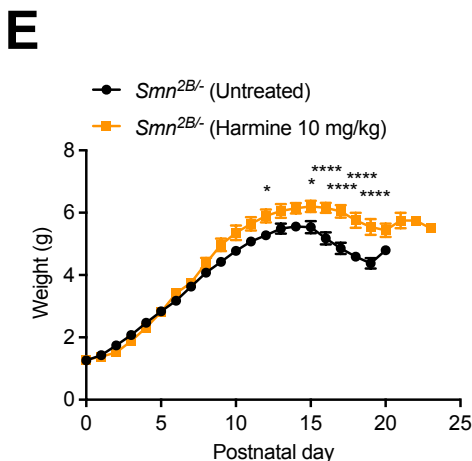 E
Smn2B/- (Untreated)
Smn2B/- (Harmine 10 mg/kg)
8
6
4
2
0
Weight (g)
* * **** **** **** ****
0 5 10 15 20 25
Postnatal day